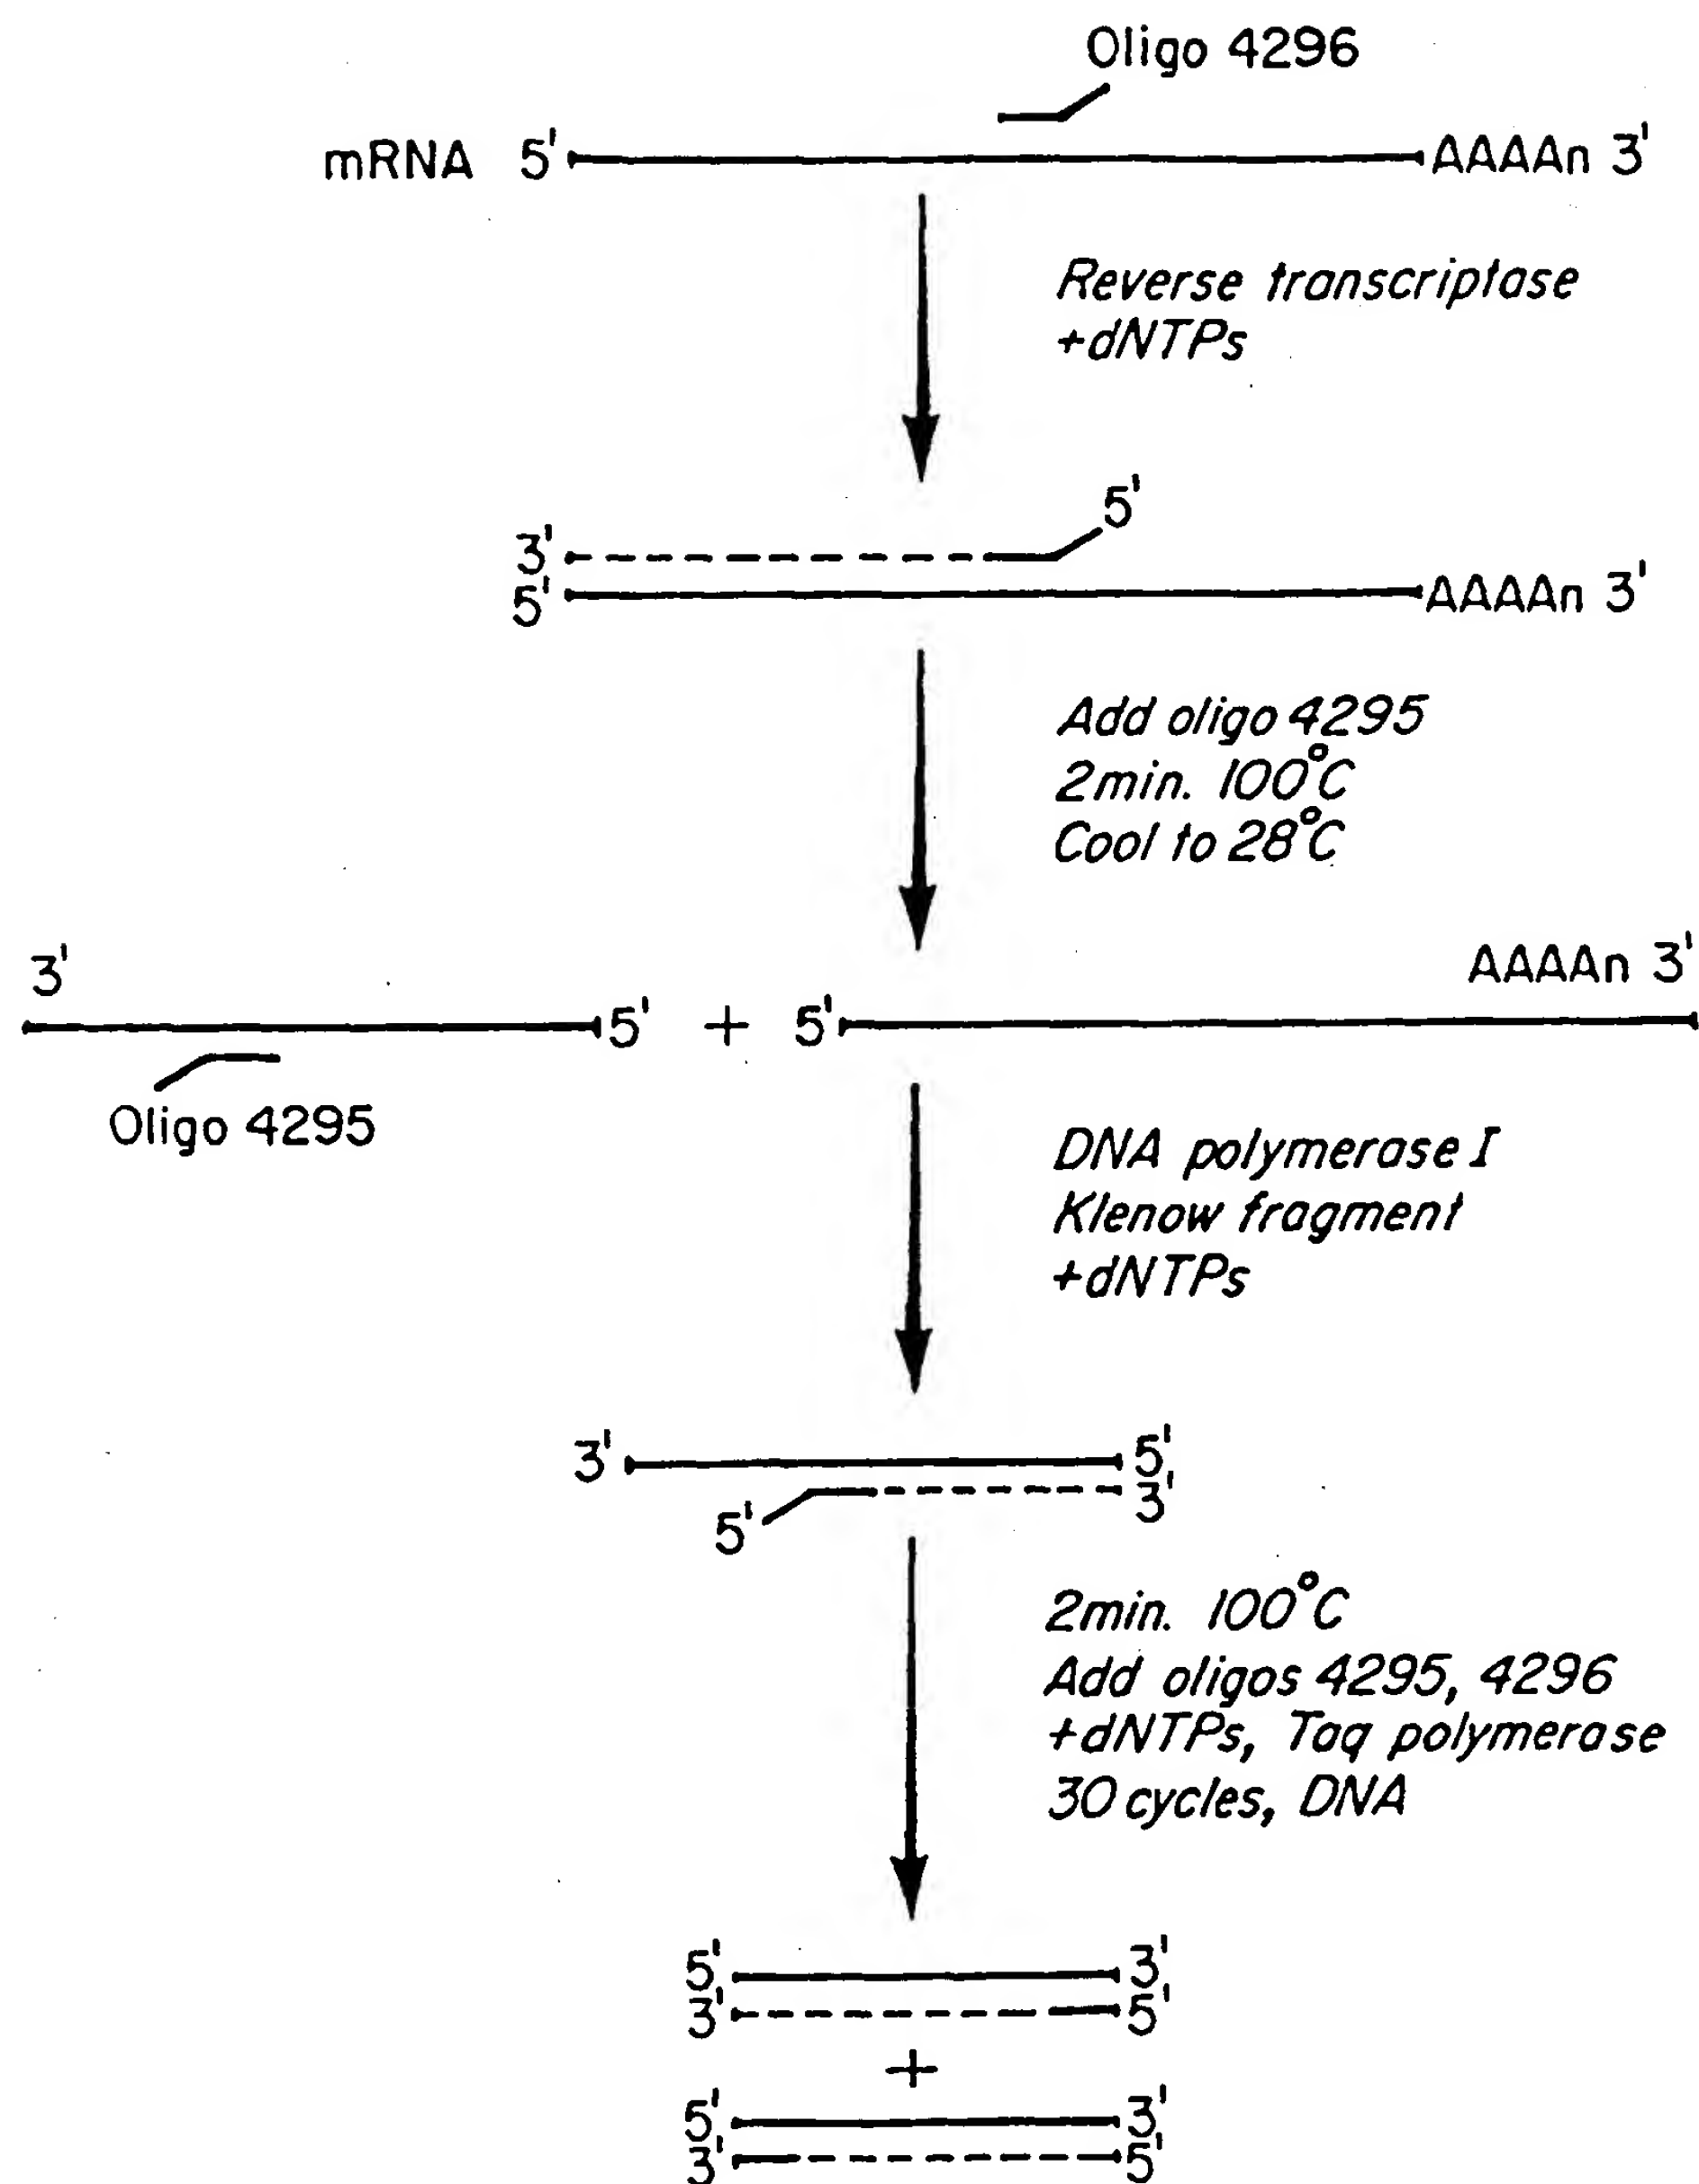 Oligo 4296
mRNA 5' AAAAn 3'
Reverse transcriptase
+dNTPs
5'
3'
5' AAAAn 3'
Add oligo 4295
2min. 100°C
Cool to 28°C
3' AAAAn 3'
5' + 5'
Oligo 4295
DNA polymerase I
Klenow fragment
+dNTPs
3' 5'
3'
5'
2min. 100°C
Add oligos 4295, 4296
+dNTPs, Taq polymerase
30 cycles, DNA
5' 3'
3' 5'
+
5' 3'
3' 5'